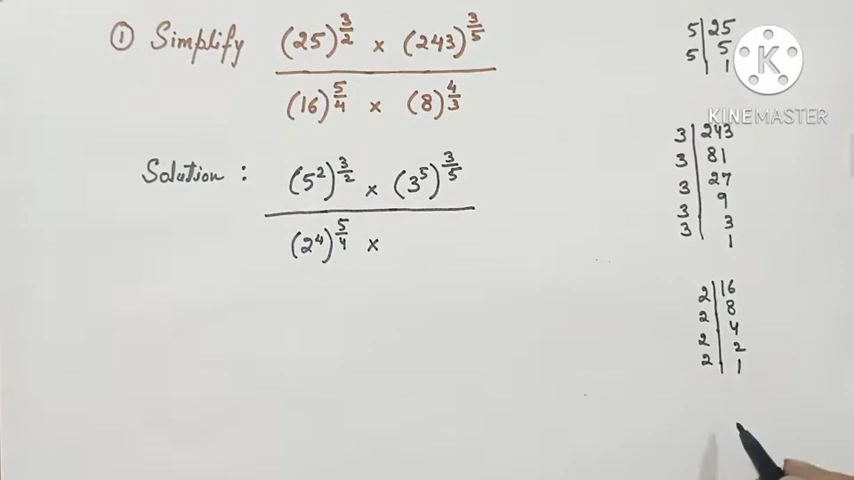 ① Simplify (25)^{3/2} × (243)^{3/5}
(16)^{5/4} × (8)^{4/3}
Solution : (5²)^{3/2} × (3⁵)^{3/5}
(2⁴)^{5/4} ×
5 | 25
5 | 5
| 1
K
KINEMASTER
3 | 243
3 | 81
3 | 27
3 | 9
3 | 3
| 1
2 | 16
2 | 8
2 | 4
2 | 2
| 1